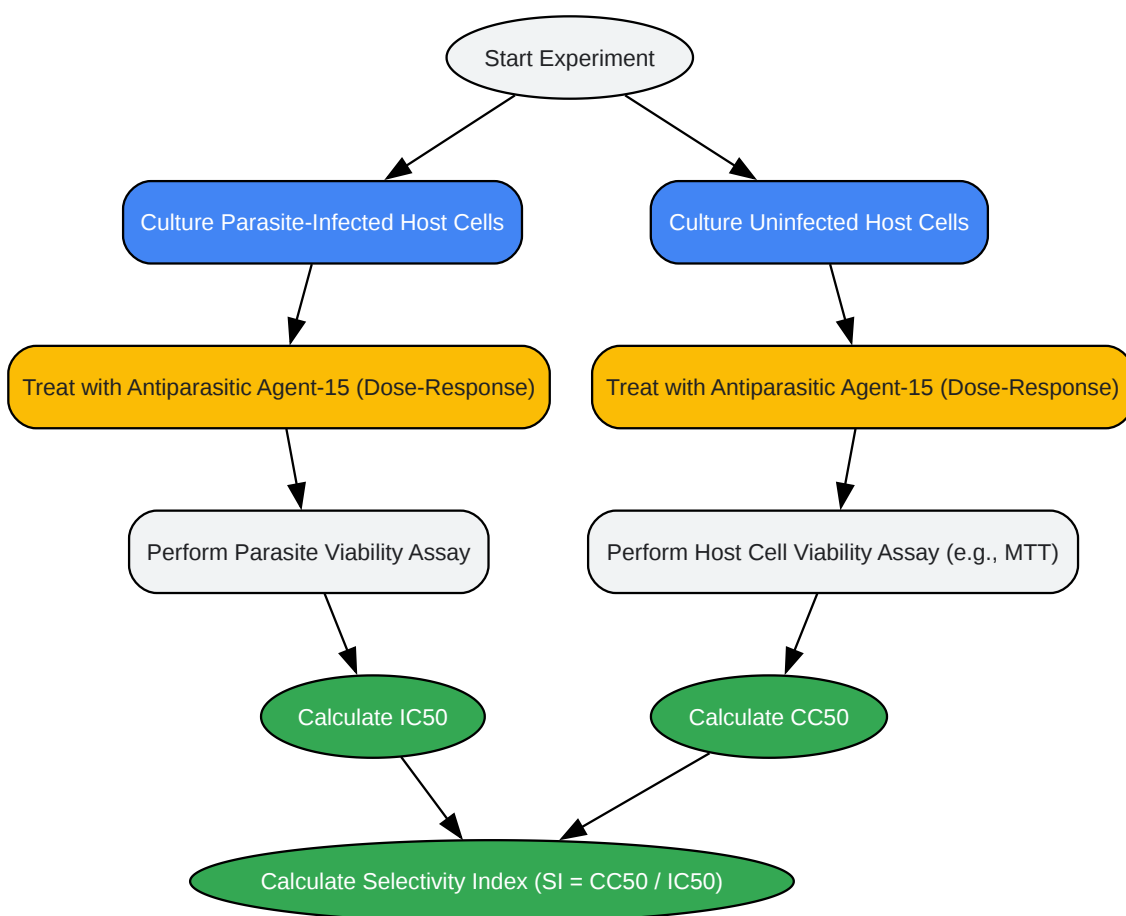 Start Experiment
Culture Parasite-Infected Host Cells
Culture Uninfected Host Cells
Treat with Antiparasitic Agent-15 (Dose-Response)
Treat with Antiparasitic Agent-15 (Dose-Response)
Perform Parasite Viability Assay
Perform Host Cell Viability Assay (e.g., MTT)
Calculate IC50
Calculate CC50
Calculate Selectivity Index (SI = CC50 / IC50)